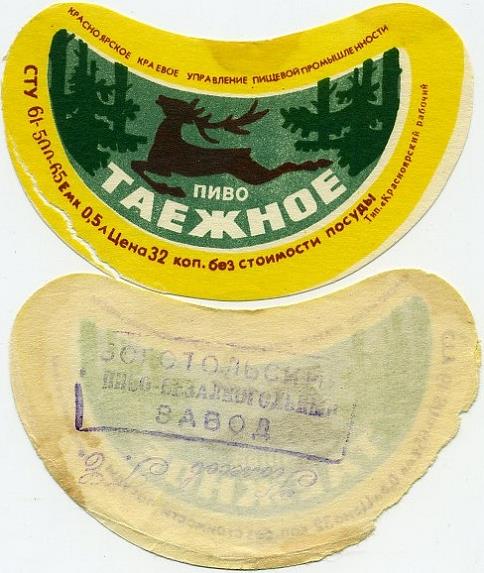 КРАСНОЯРСКОЕ КРАЕВОЕ УПРАВЛЕНИЕ ПИЩЕВОЙ ПРОМЫШЛЕННОСТИ
ПИВО
ТАЕЖНОЕ
СТУ 61-500-65 Емк 0,5л Цена 32 коп. без стоимости посуды
Тип. «Красноярский рабочий
ПИВО-БЕЗАЛКОГОЛЬНЫЙ
ЗАВОД